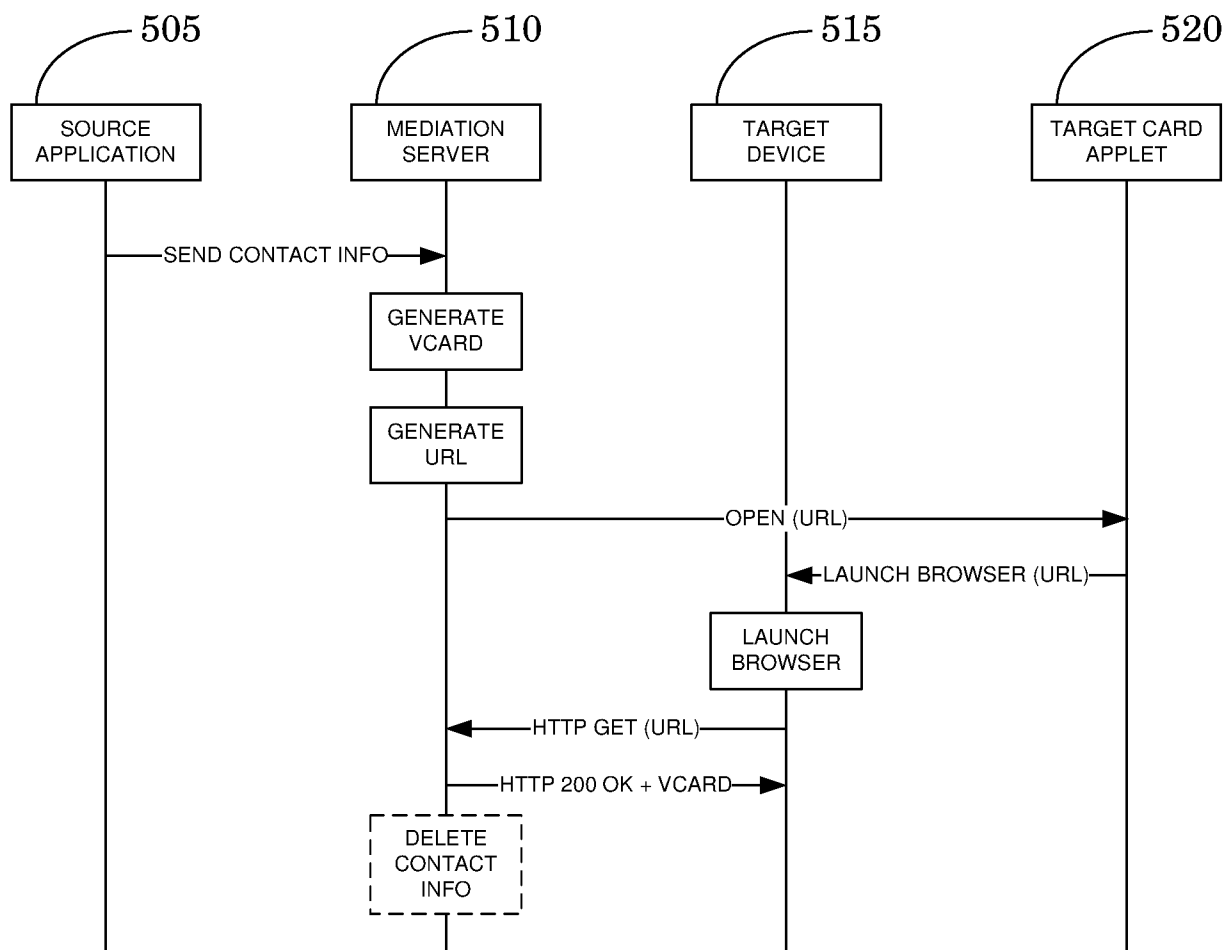 505
510
515
520
SOURCE
APPLICATION
MEDIATION
SERVER
TARGET
DEVICE
TARGET CARD
APPLET
SEND CONTACT INFO
GENERATE
VCARD
GENERATE
URL
OPEN (URL)
LAUNCH BROWSER (URL)
LAUNCH
BROWSER
HTTP GET (URL)
HTTP 200 OK + VCARD
DELETE
CONTACT
INFO